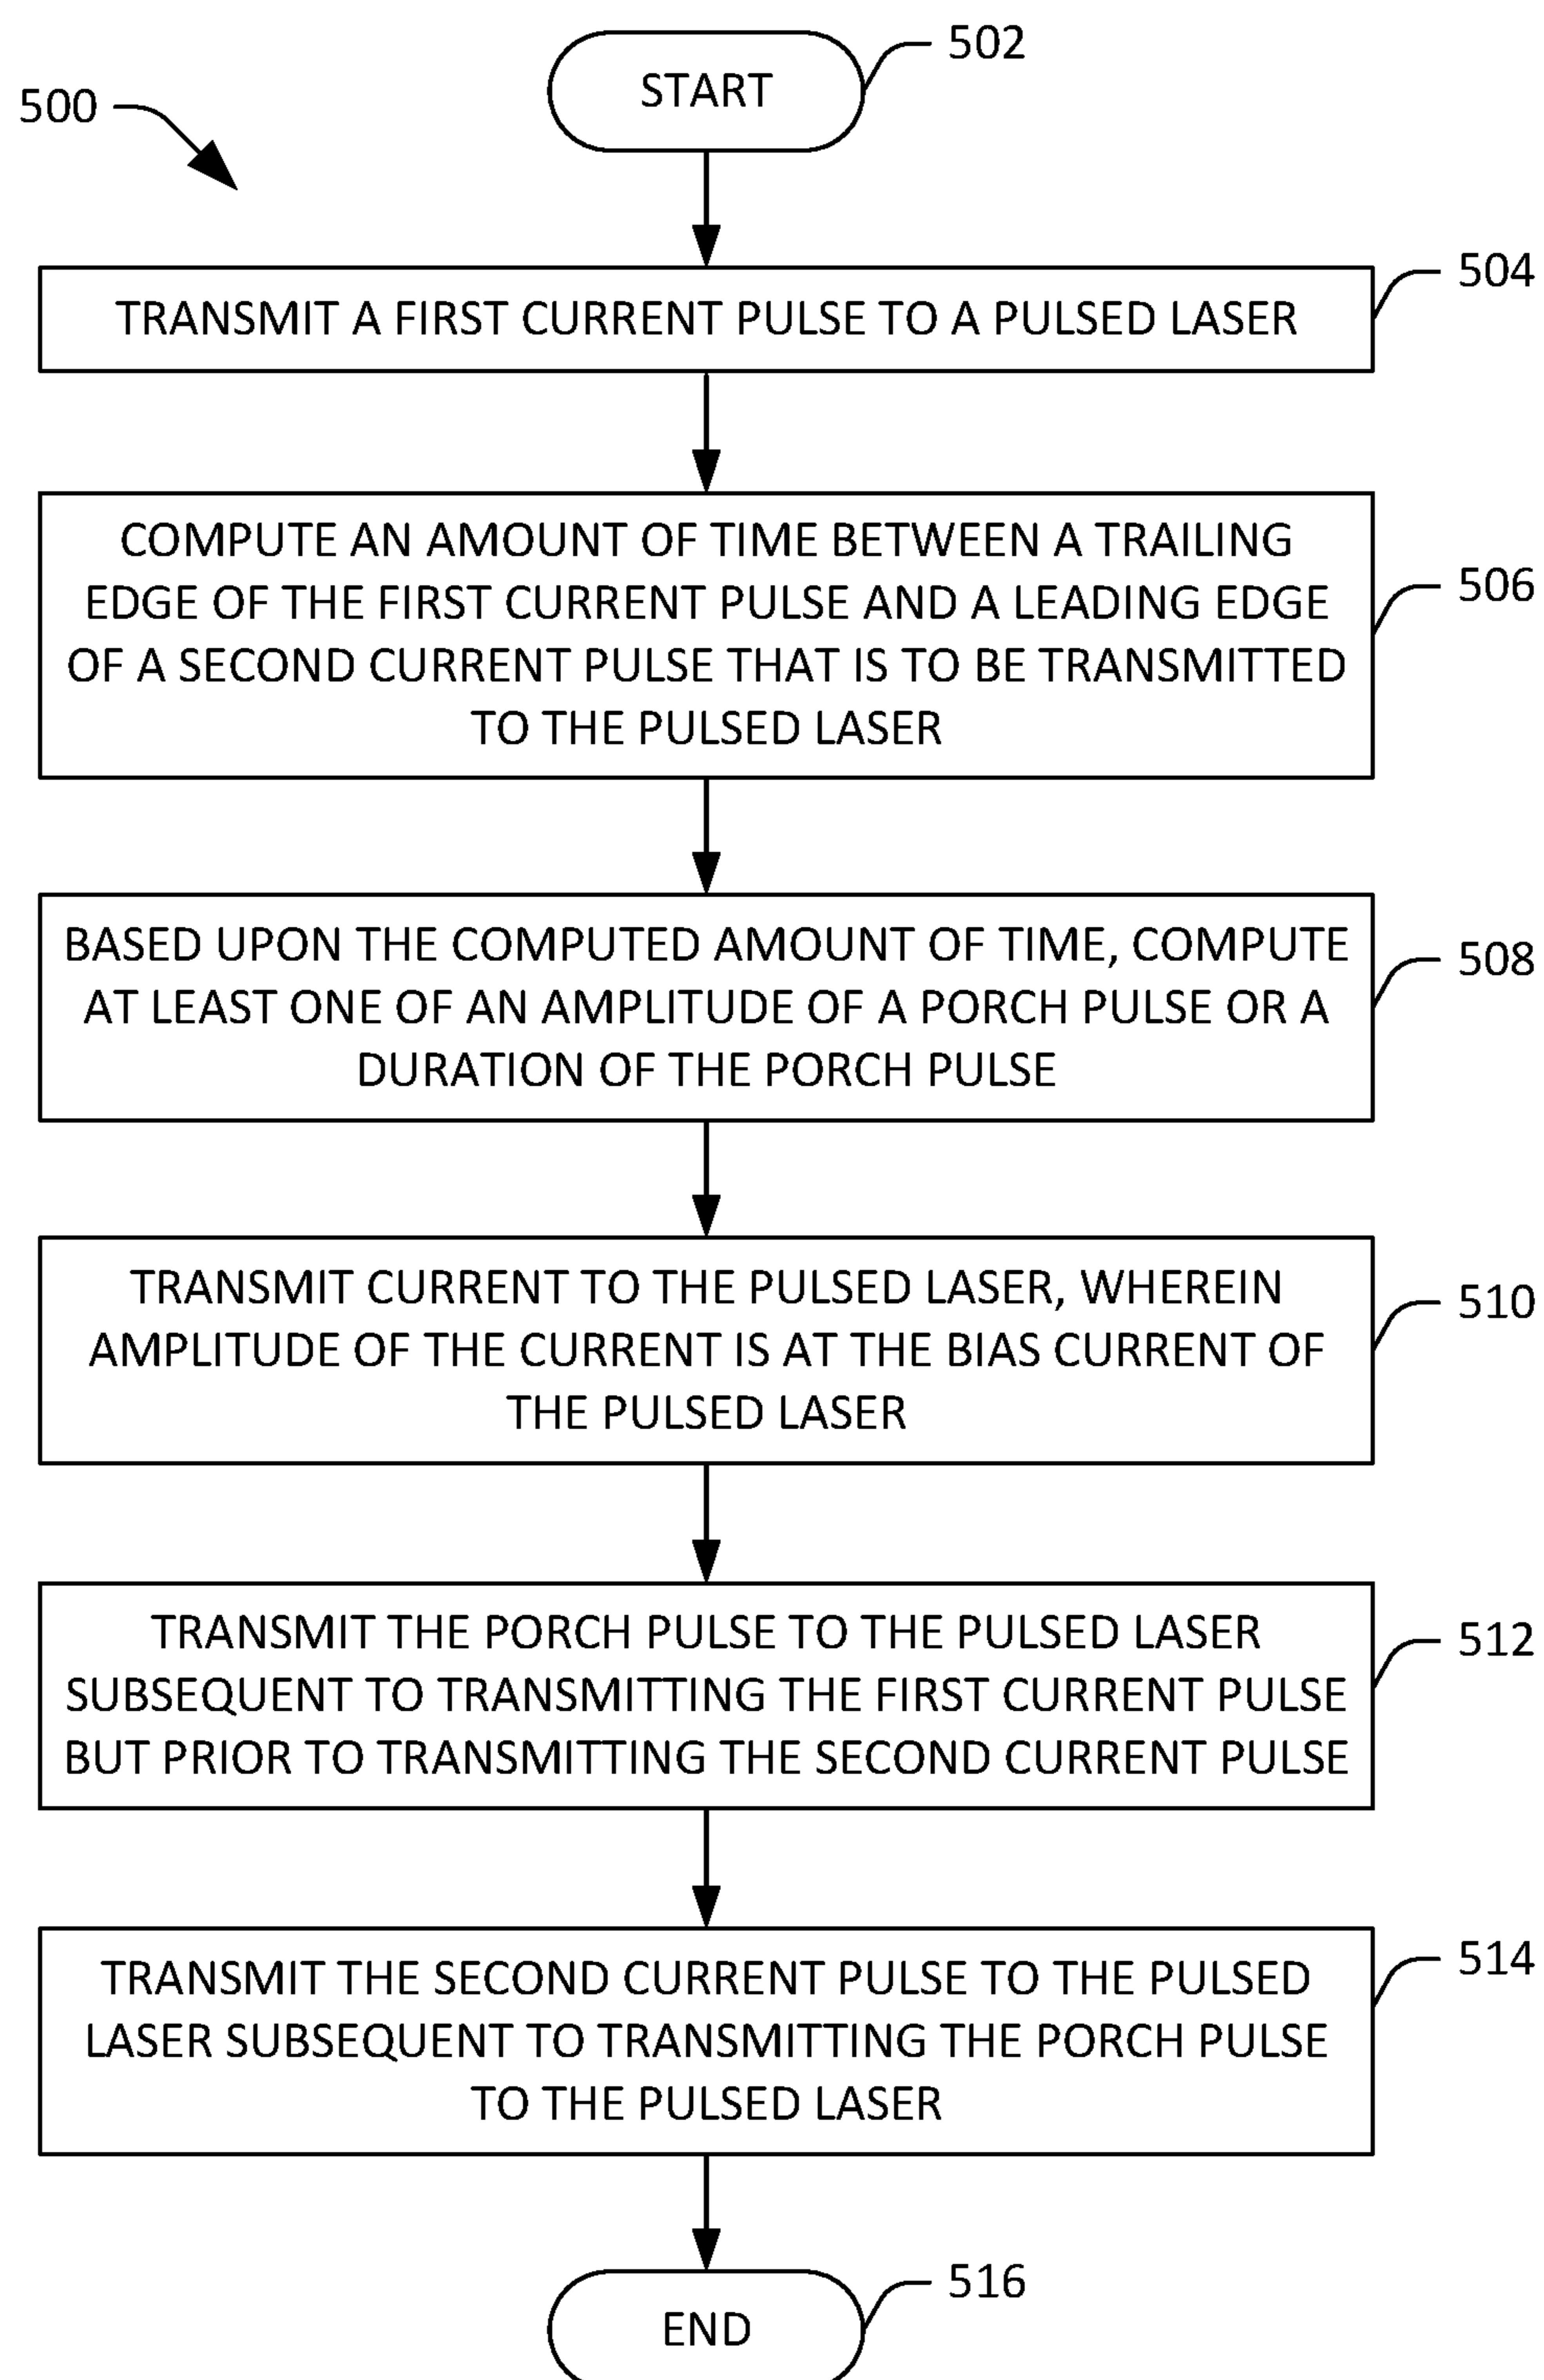 502
START
500
504
TRANSMIT A FIRST CURRENT PULSE TO A PULSED LASER
COMPUTE AN AMOUNT OF TIME BETWEEN A TRAILING
EDGE OF THE FIRST CURRENT PULSE AND A LEADING EDGE
506
OF A SECOND CURRENT PULSE THAT IS TO BE TRANSMITTED
TO THE PULSED LASER
BASED UPON THE COMPUTED AMOUNT OF TIME, COMPUTE
508
AT LEAST ONE OF AN AMPLITUDE OF A PORCH PULSE OR A
DURATION OF THE PORCH PULSE
TRANSMIT CURRENT TO THE PULSED LASER, WHEREIN
510
AMPLITUDE OF THE CURRENT IS AT THE BIAS CURRENT OF
THE PULSED LASER
TRANSMIT THE PORCH PULSE TO THE PULSED LASER
512
SUBSEQUENT TO TRANSMITTING THE FIRST CURRENT PULSE
BUT PRIOR TO TRANSMITTING THE SECOND CURRENT PULSE
514
TRANSMIT THE SECOND CURRENT PULSE TO THE PULSED
LASER SUBSEQUENT TO TRANSMITTING THE PORCH PULSE
TO THE PULSED LASER
516
END